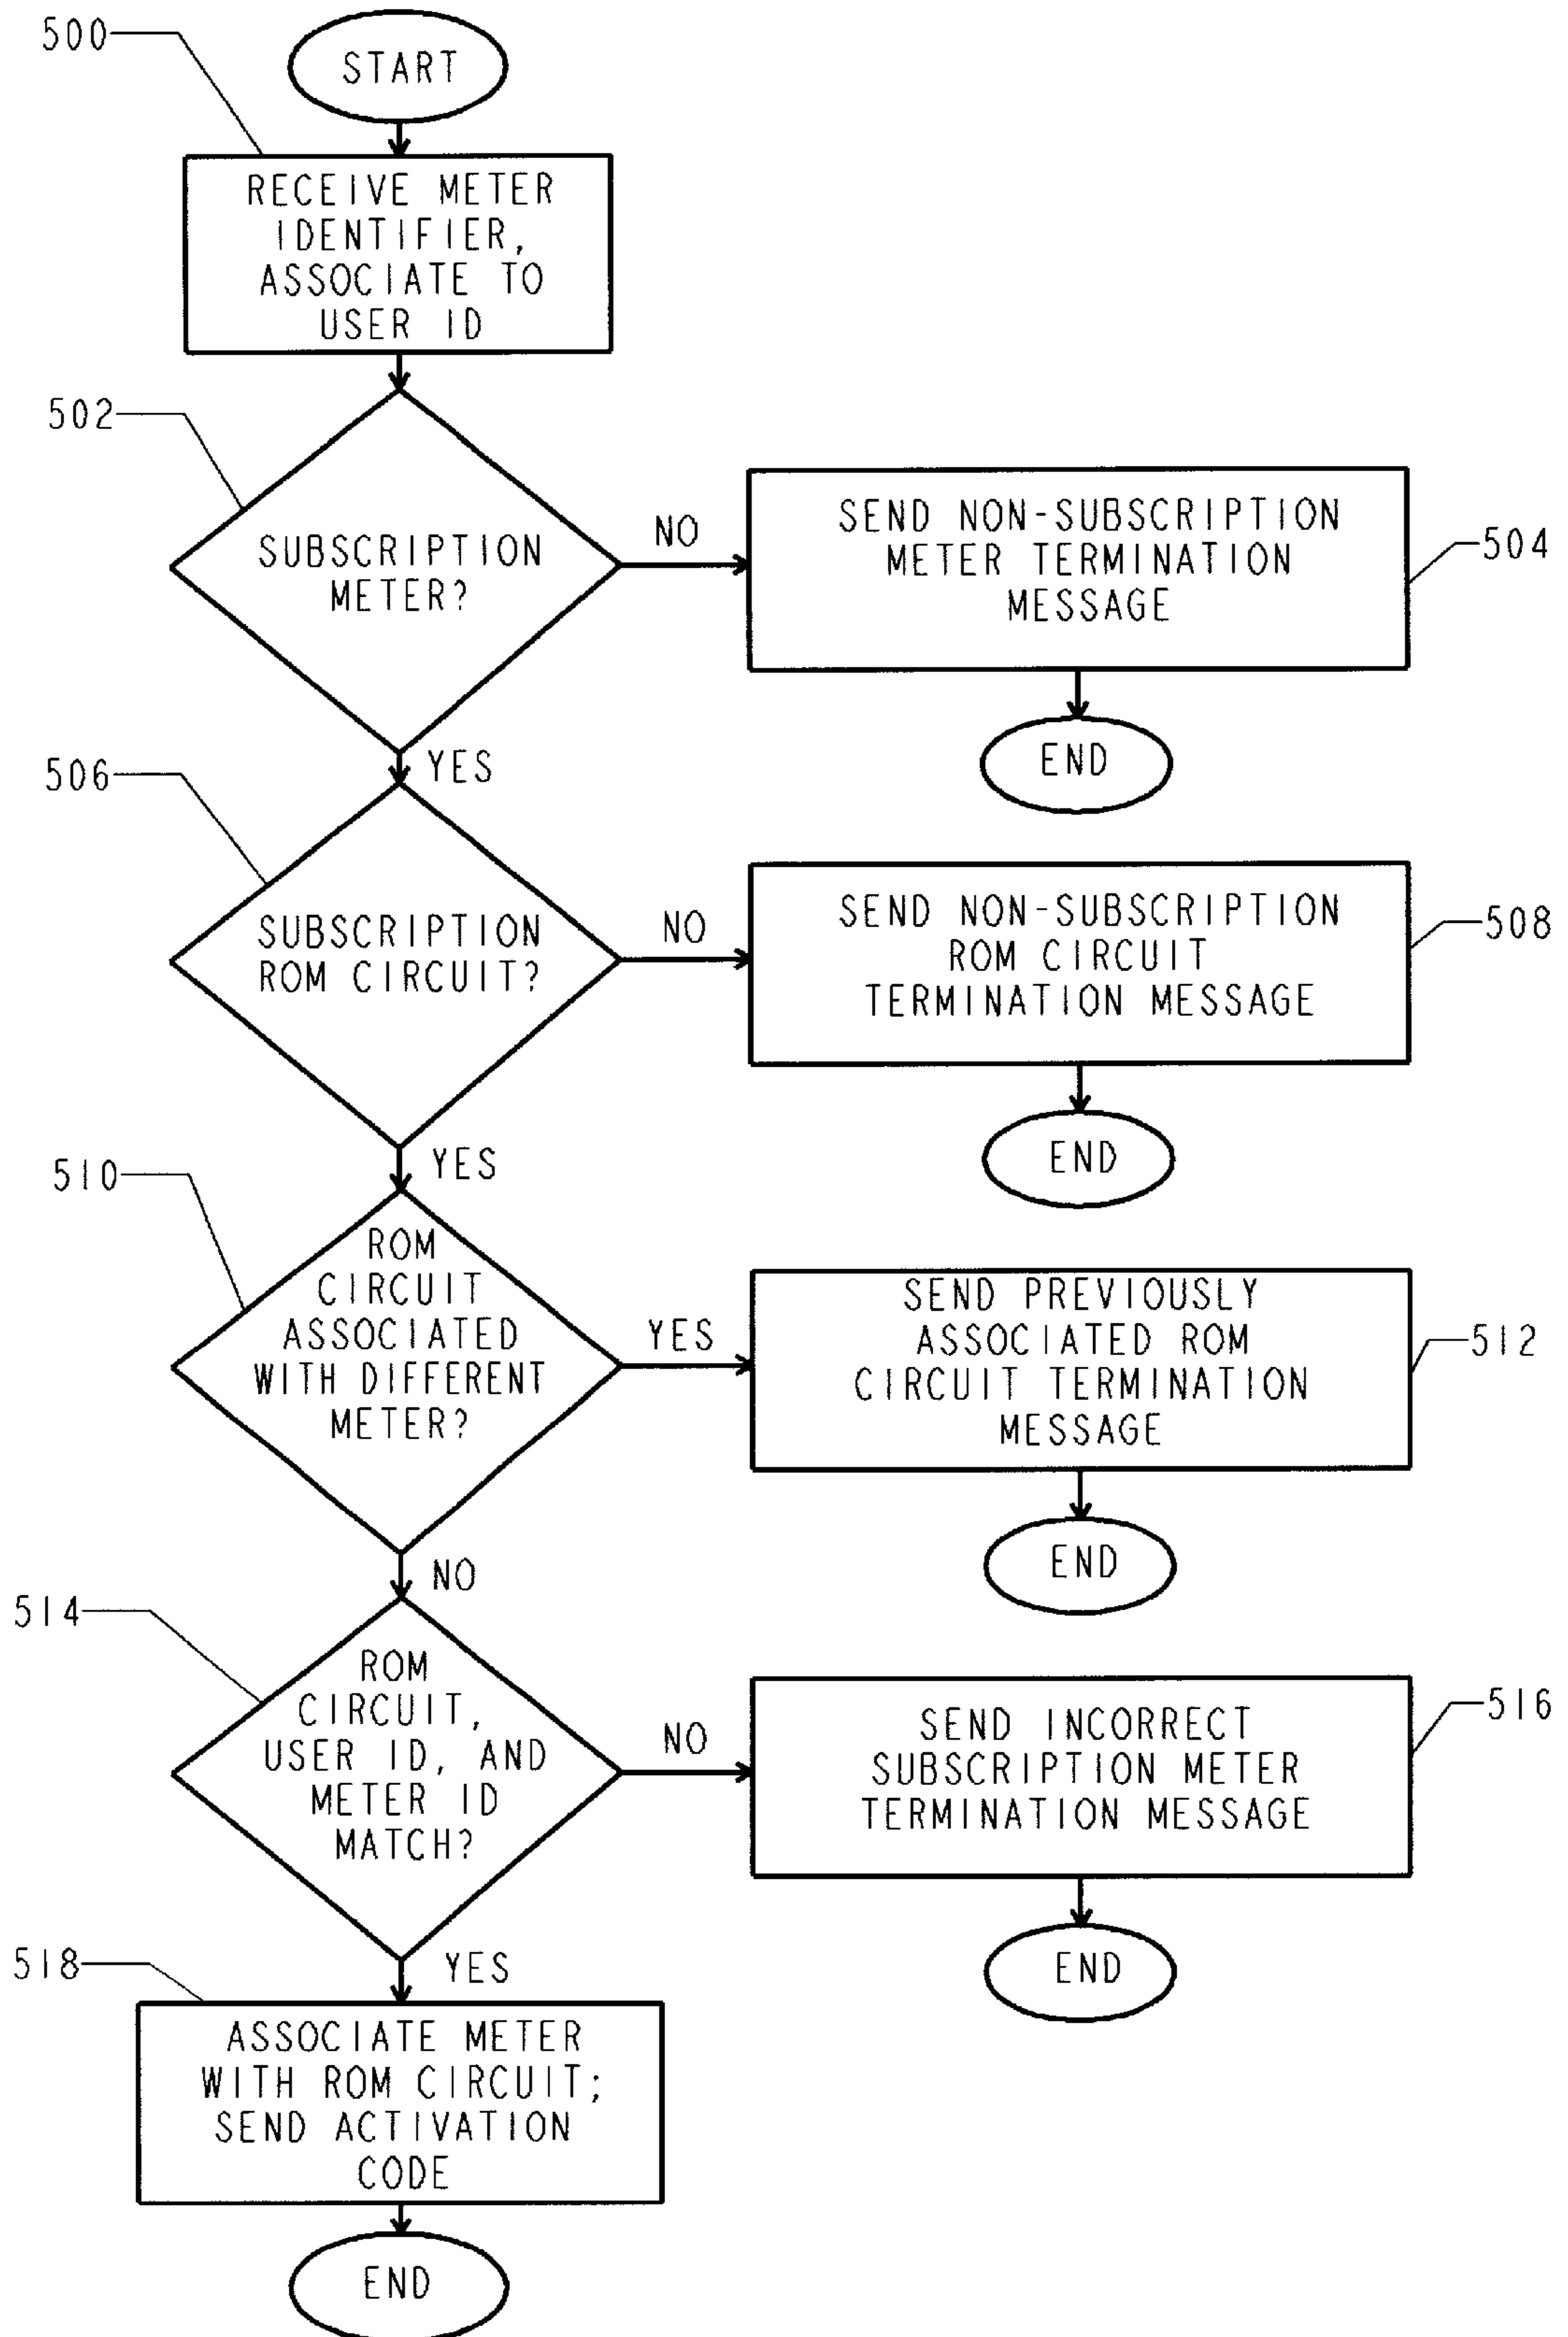 500
START
RECEIVE METER
IDENTIFIER,
ASSOCIATE TO
USER ID
502
SUBSCRIPTION
METER?
NO
SEND NON-SUBSCRIPTION
METER TERMINATION
MESSAGE
504
END
YES
506
SUBSCRIPTION
ROM CIRCUIT?
NO
SEND NON-SUBSCRIPTION
ROM CIRCUIT
TERMINATION MESSAGE
508
END
YES
510
ROM
CIRCUIT
ASSOCIATED
WITH DIFFERENT
METER?
YES
SEND PREVIOUSLY
ASSOCIATED ROM
CIRCUIT TERMINATION
MESSAGE
512
END
NO
514
ROM
CIRCUIT,
USER ID, AND
METER ID
MATCH?
NO
SEND INCORRECT
SUBSCRIPTION METER
TERMINATION MESSAGE
516
END
YES
518
ASSOCIATE METER
WITH ROM CIRCUIT;
SEND ACTIVATION
CODE
END